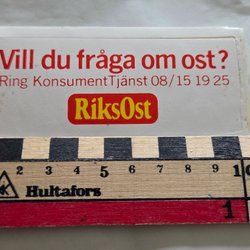 Vill du fråga om ost?
Ring KonsumentTjänst 08/15 19 25
RiksOst
2 3 4 5 6 7 8 9 10
Hultafors
1